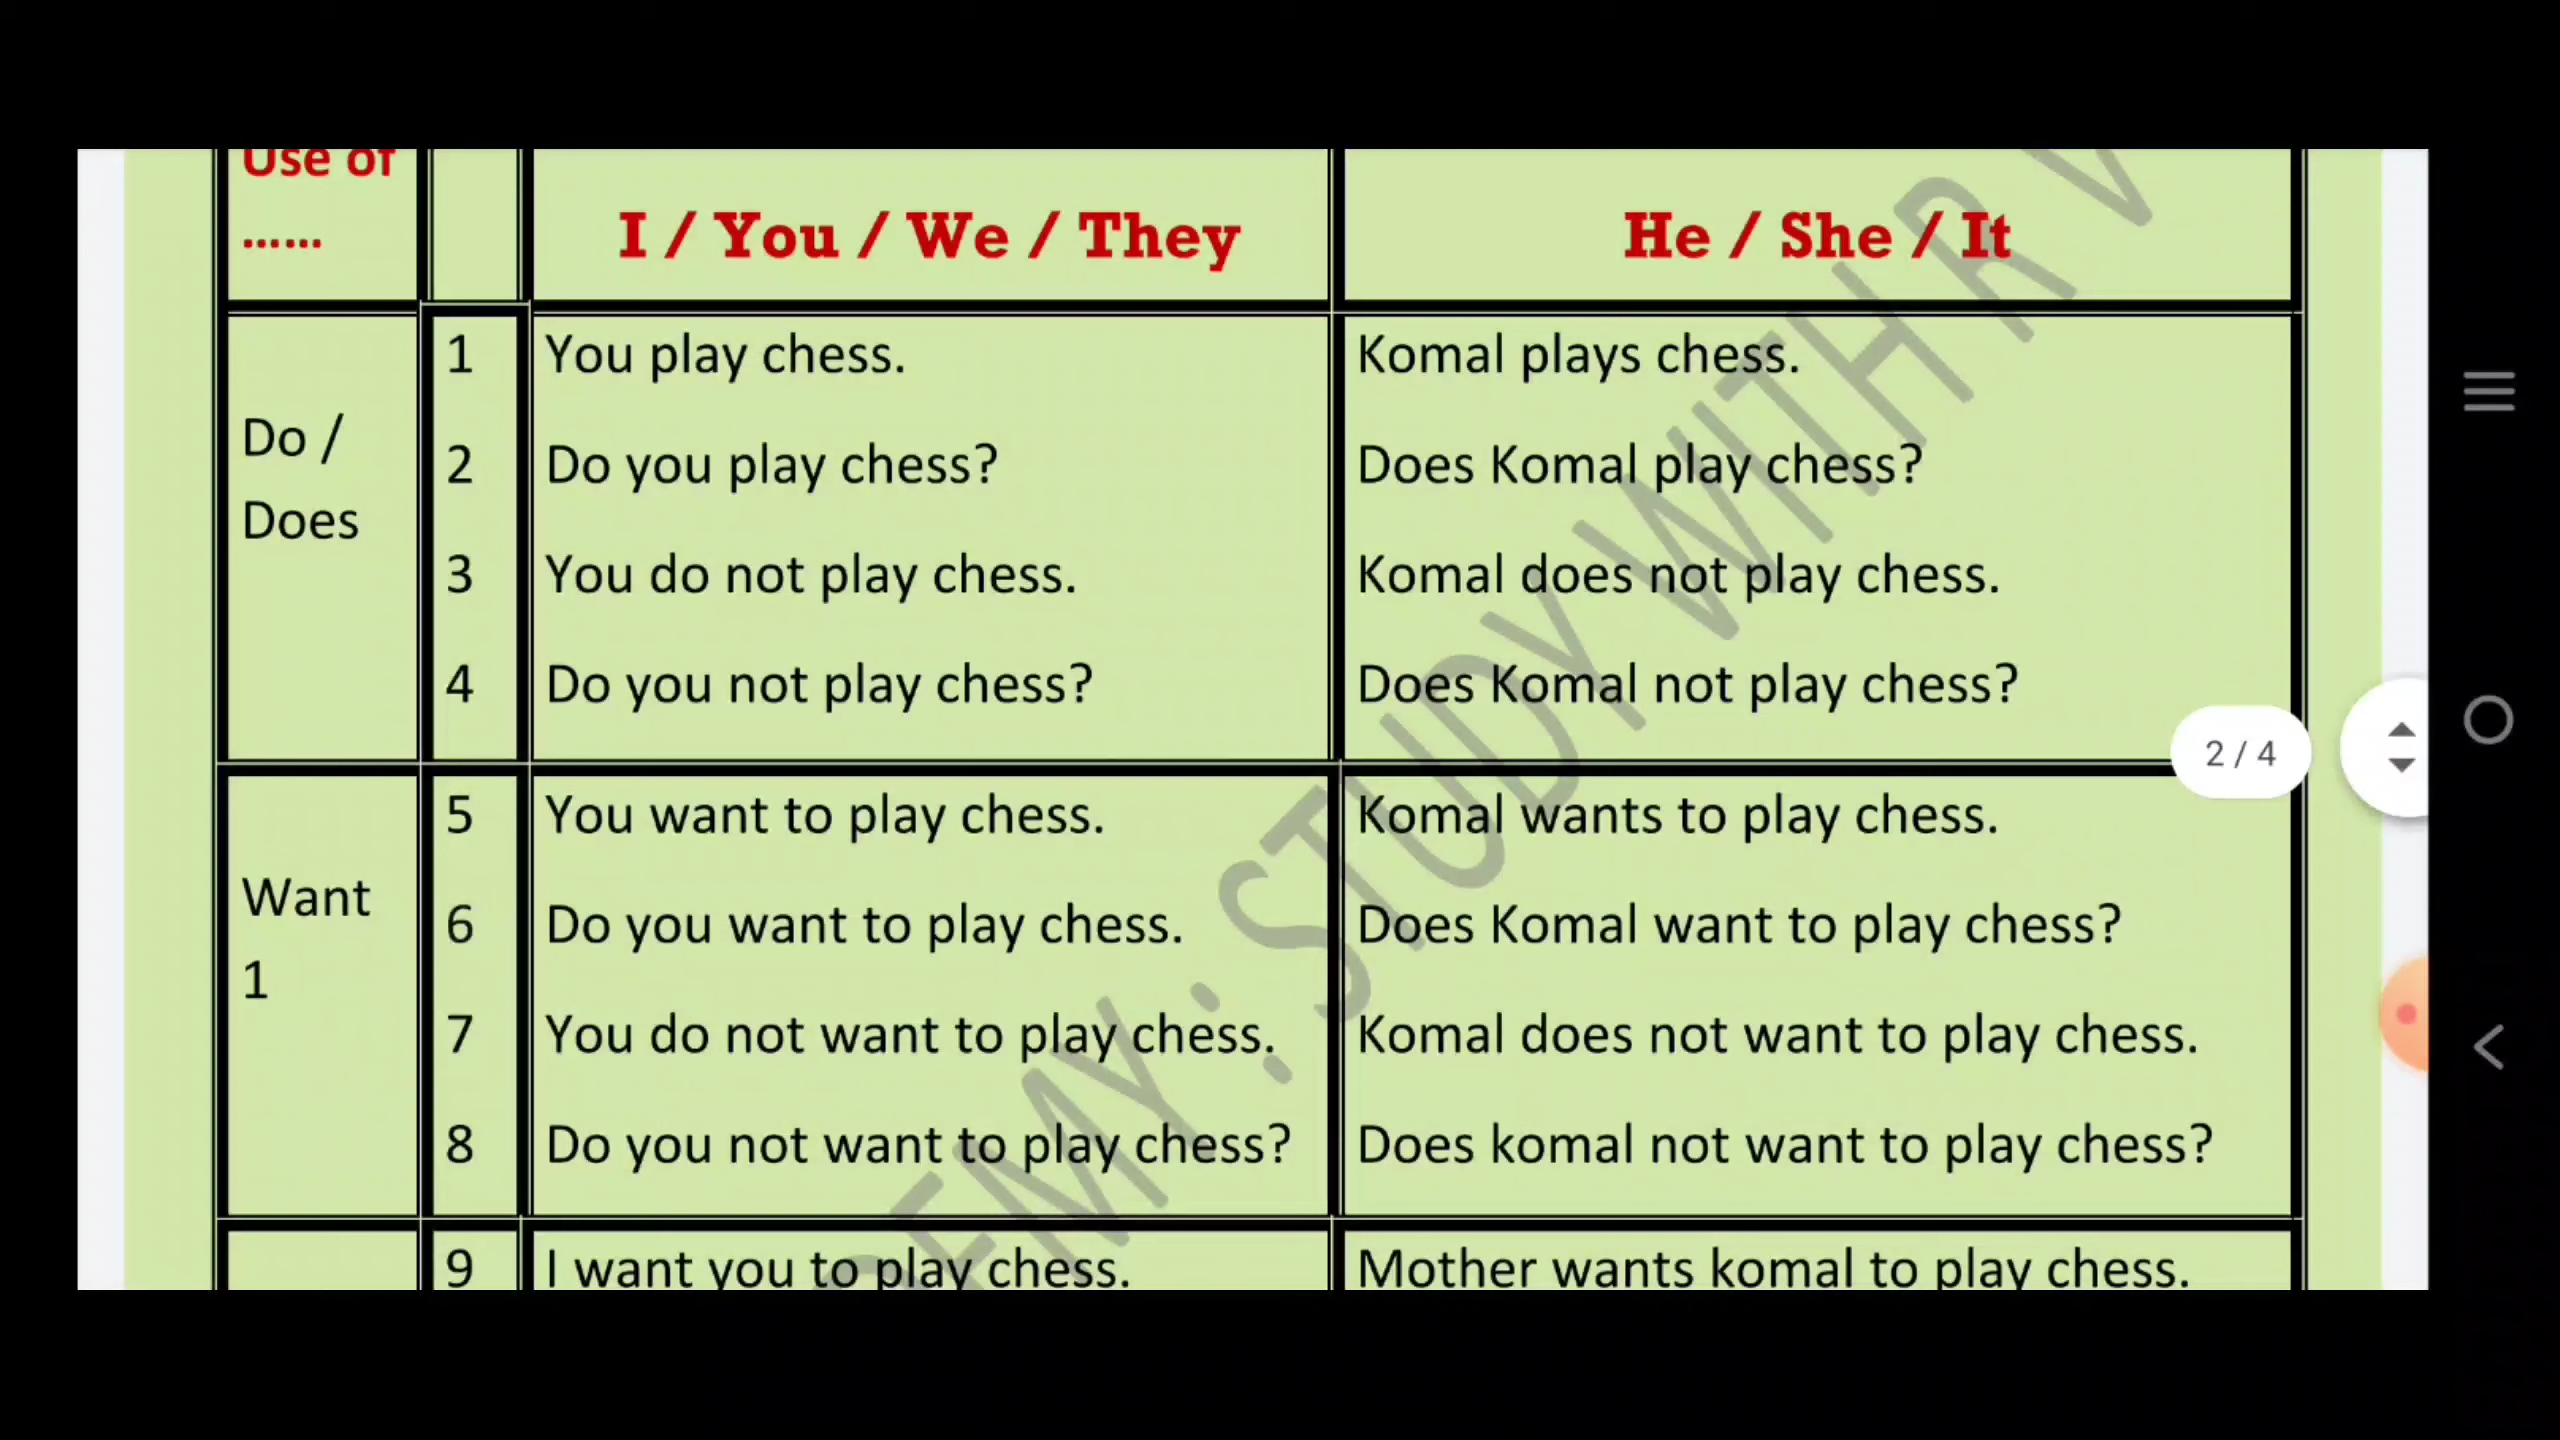 Use of
......
I / You / We / They
He / She / It
Do /
Does
1
You play chess.
Komal plays chess.
2
Do you play chess?
Does Komal play chess?
3
You do not play chess.
Komal does not play chess.
4
Do you not play chess?
Does Komal not play chess?
Want
1
5
You want to play chess.
Komal wants to play chess.
6
Do you want to play chess.
Does Komal want to play chess?
7
You do not want to play chess.
Komal does not want to play chess.
8
Do you not want to play chess?
Does komal not want to play chess?
9
I want you to play chess.
Mother wants komal to play chess.
2 / 4
: STUDY WITH R